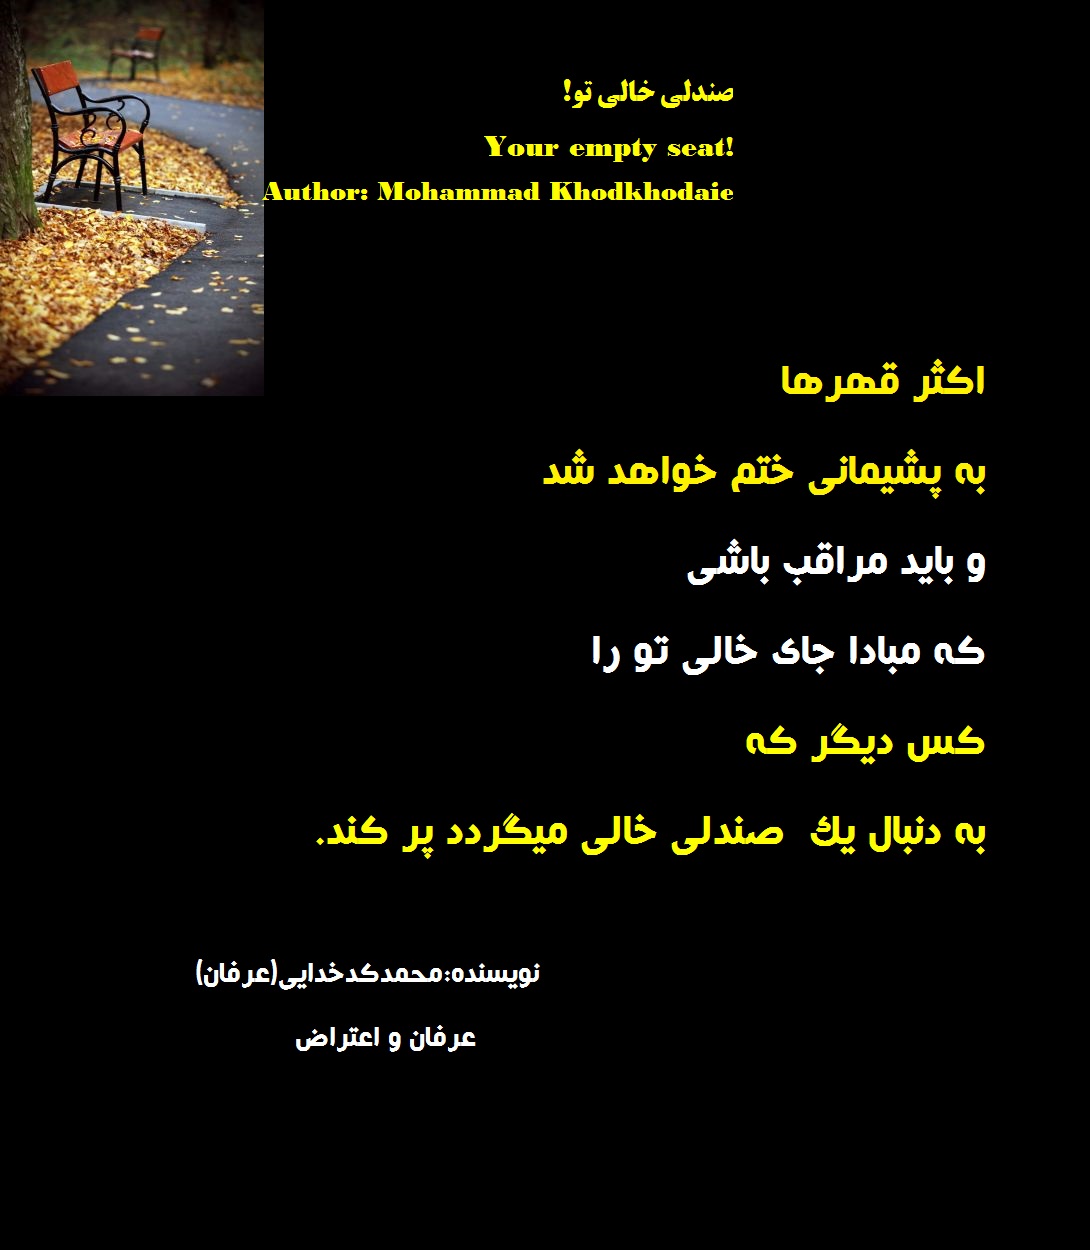 صندلی خالی تو!
Your empty seat!
Author: Mohammad Khodkhodaie
اکثر قهرها
به پشیمانی ختم خواهد شد
و باید مراقب باشی
که مبادا جای خالی تو را
کس دیگر که
به دنبال یك صندلی خالی میگردد پر کند.
نویسنده:محمدکدخدایی(عرفان)
عرفان و اعتراض